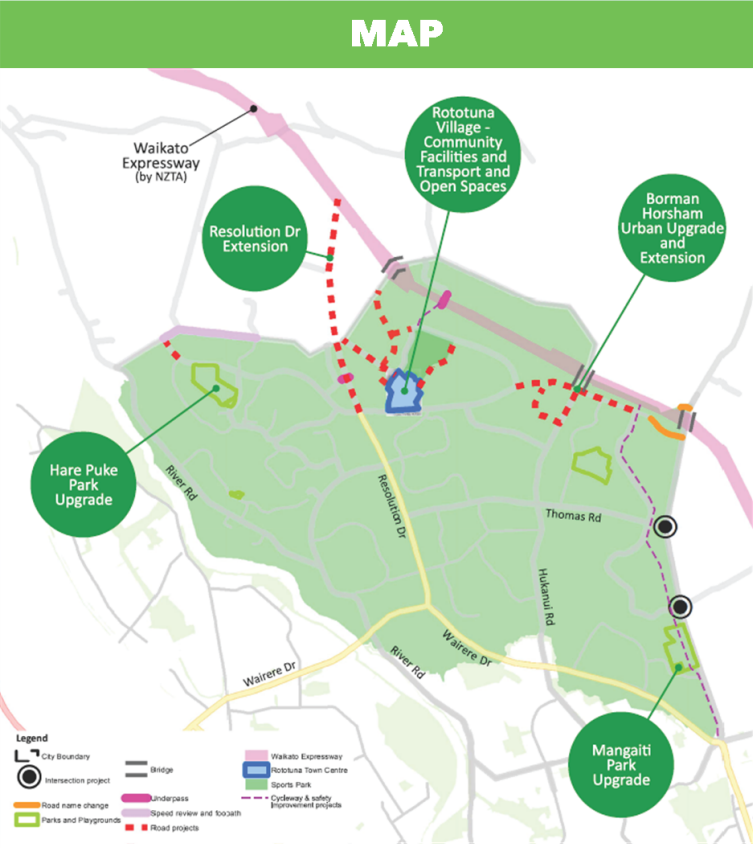 MAP
Waikato
Expressway
(by NZTA)
Rototuna
Village -
Community
Facilities and
Transport and
Open Spaces
Resolution Dr
Extension
Borman
Horsham
Urban Upgrade
and
Extension
Hare Puke
Park
Upgrade
River Rd
Resolution Dr
Thomas Rd
Hukanui Rd
Wairere Dr
River Rd
Wairere Dr
Mangaiti
Park
Upgrade
Legend
City Boundary
Intersection project
Road name change
Parks and Playgrounds
Bridge
Underpass
Speed review and footpath
Road projects
Waikato Expressway
Rototuna Town Centre
Sports Park
Cycleway & safety
improvement projects